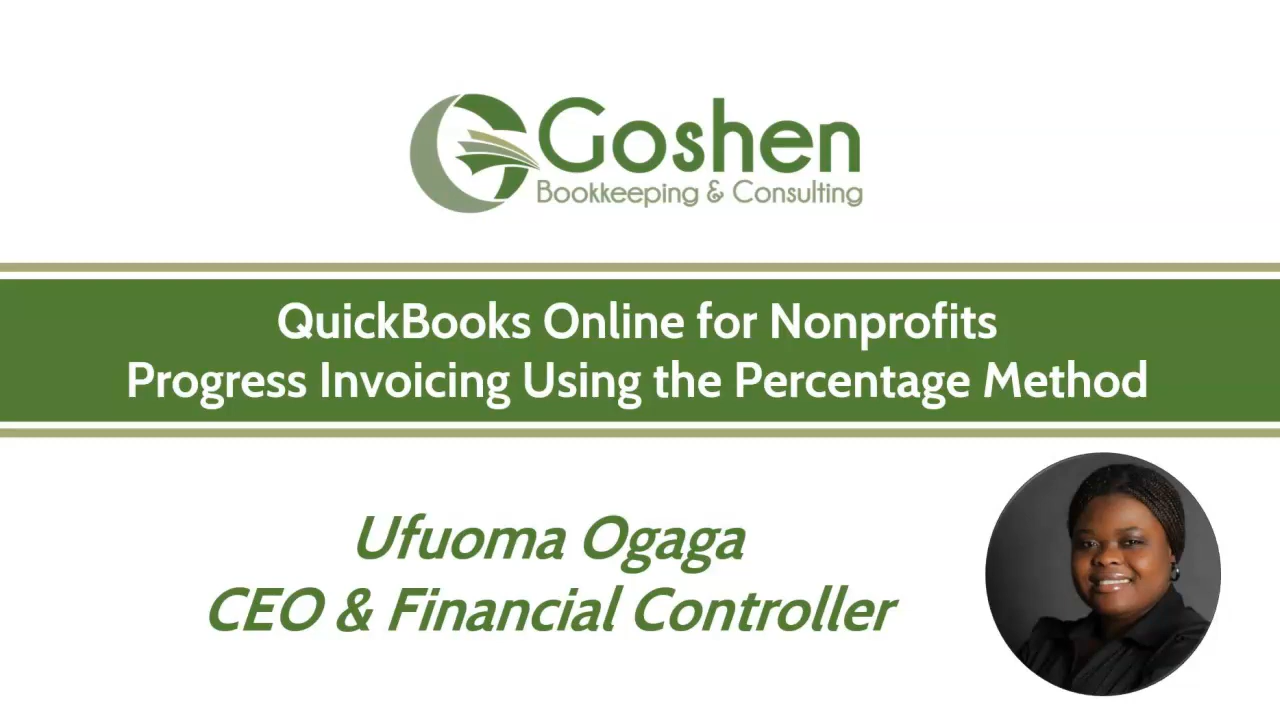 Goshen
Bookkeeping & Consulting
QuickBooks Online for Nonprofits
Progress Invoicing Using the Percentage Method
Ufuoma Ogaga
CEO & Financial Controller